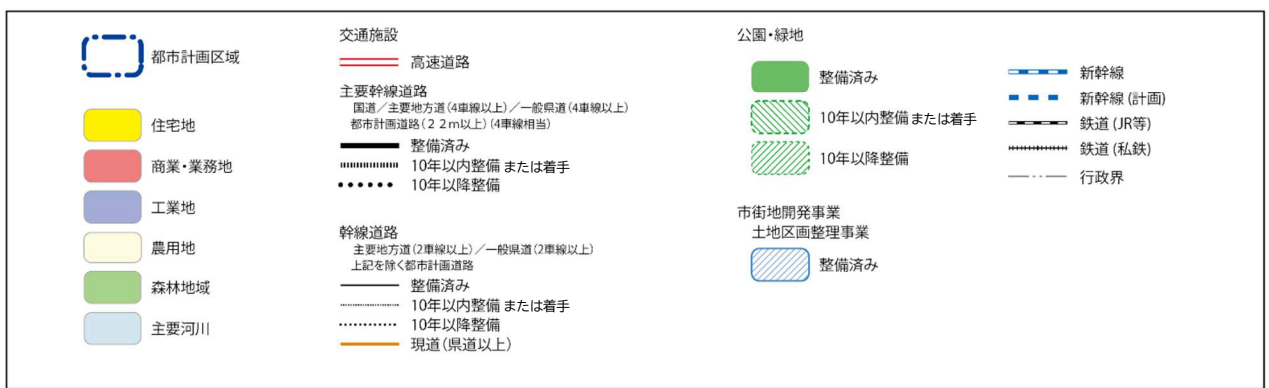 都市計画区域
住宅地
商業・業務地
工業地
農用地
森林地域
主要河川
交通施設
高速道路
主要幹線道路
国道／主要地方道(4車線以上)／一般県道(4車線以上)
都市計画道路(２２m以上)(4車線相当)
整備済み
10年以内整備または着手
10年以降整備
幹線道路
主要地方道(2車線以上)／一般県道(2車線以上)
上記を除く都市計画道路
整備済み
10年以内整備または着手
10年以降整備
現道(県道以上)
公園・緑地
整備済み
10年以内整備または着手
10年以降整備
市街地開発事業
土地区画整理事業
整備済み
新幹線
新幹線(計画)
鉄道(JR等)
鉄道(私鉄)
行政界